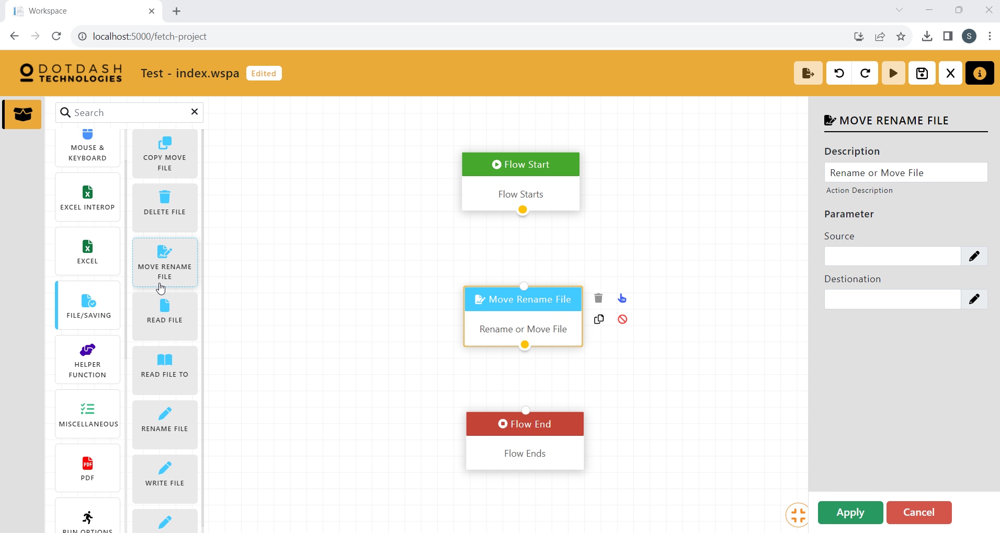 Workspace
localhost:5000/fetch-project
S
DOTDASH
TECHNOLOGIES
Test - index.wspa
Edited
Search
MOUSE &
KEYBOARD
EXCEL INTEROP
EXCEL
FILE/SAVING
HELPER
FUNCTION
MISCELLANEOUS
PDF
PDF
RUN OPTIONS
COPY MOVE
FILE
DELETE FILE
MOVE RENAME
FILE
READ FILE
READ FILE TO
RENAME FILE
WRITE FILE
Flow Start
Flow Starts
Move Rename File
Rename or Move File
Flow End
Flow Ends
MOVE RENAME FILE
Description
Rename or Move File
Action Description
Parameter
Source
Destionation
Apply
Cancel